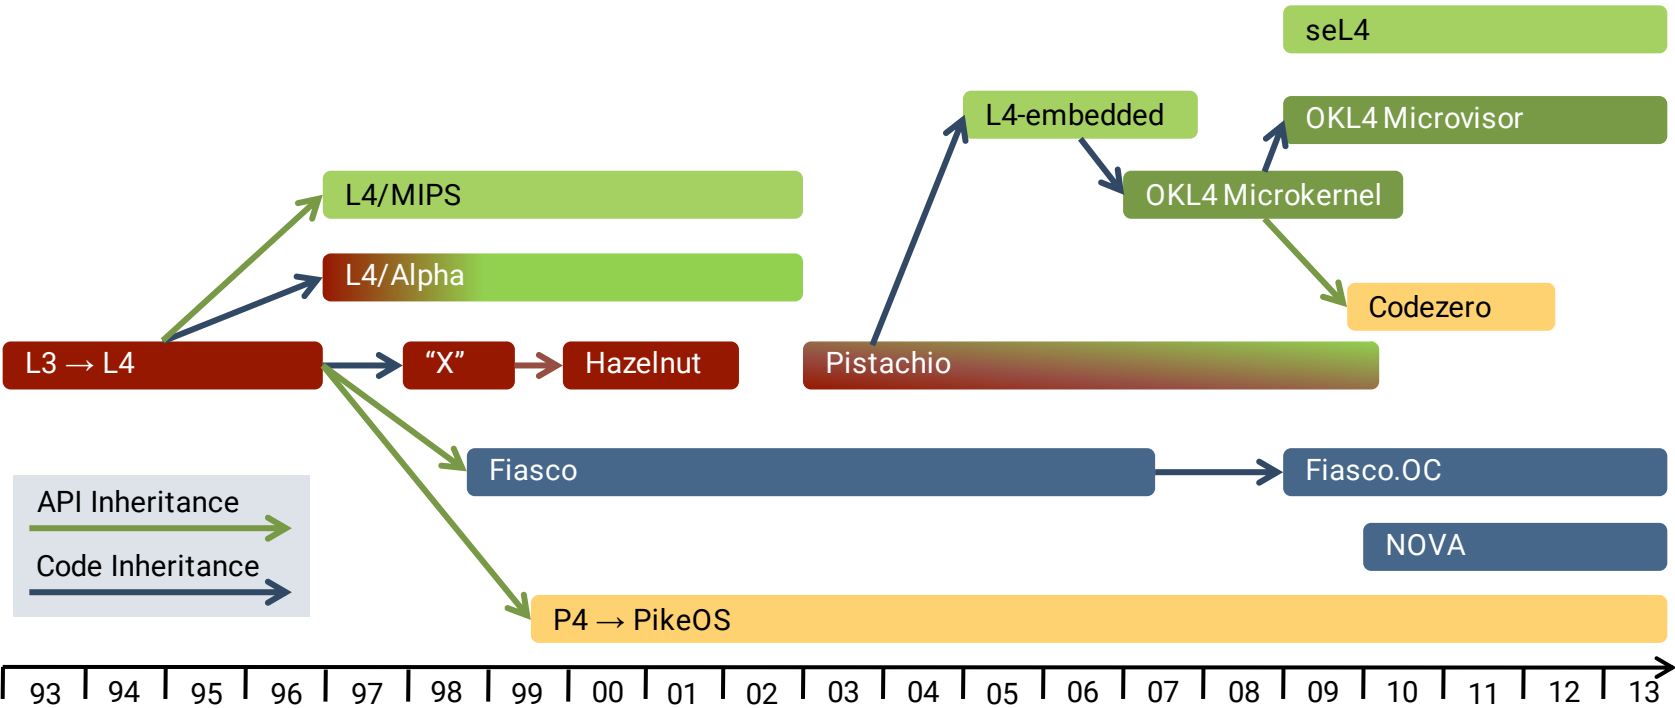 seL4
L4-embedded
OKL4 Microvisor
L4/MIPS
OKL4 Microkernel
L4/Alpha
Codezero
L3 → L4
“X”
Hazelnut
Pistachio
Fiasco
Fiasco.OC
API Inheritance
NOVA
Code Inheritance
P4 → PikeOS
93 94 95 96 97 98 99 00 01 02 03 04 05 06 07 08 09 10 11 12 13